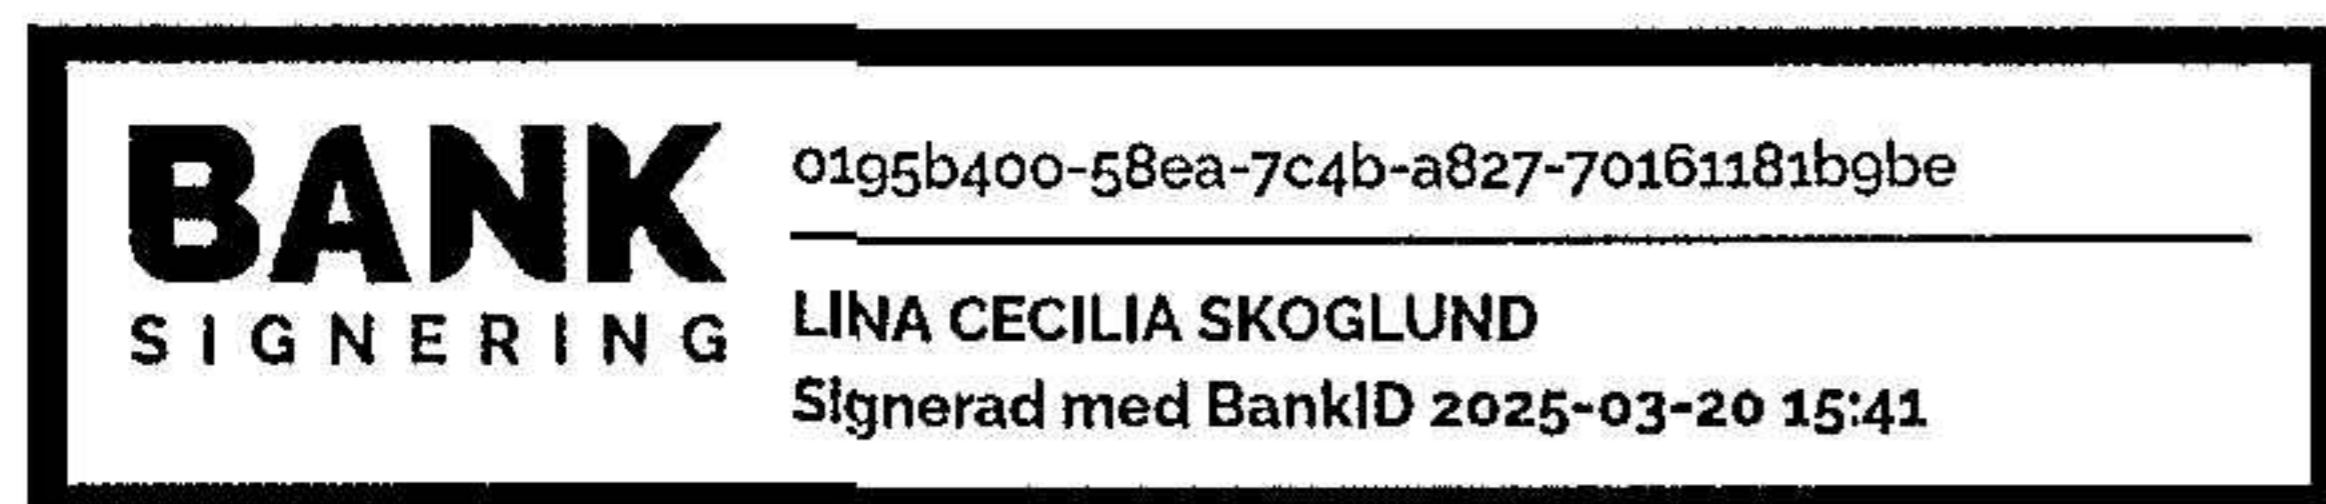 BANK
SIGNERING
0195b400-58ea-7c4b-a827-70161181b9be
LINA CECILIA SKOGLUND
Signerad med BankID 2025-03-20 15:41